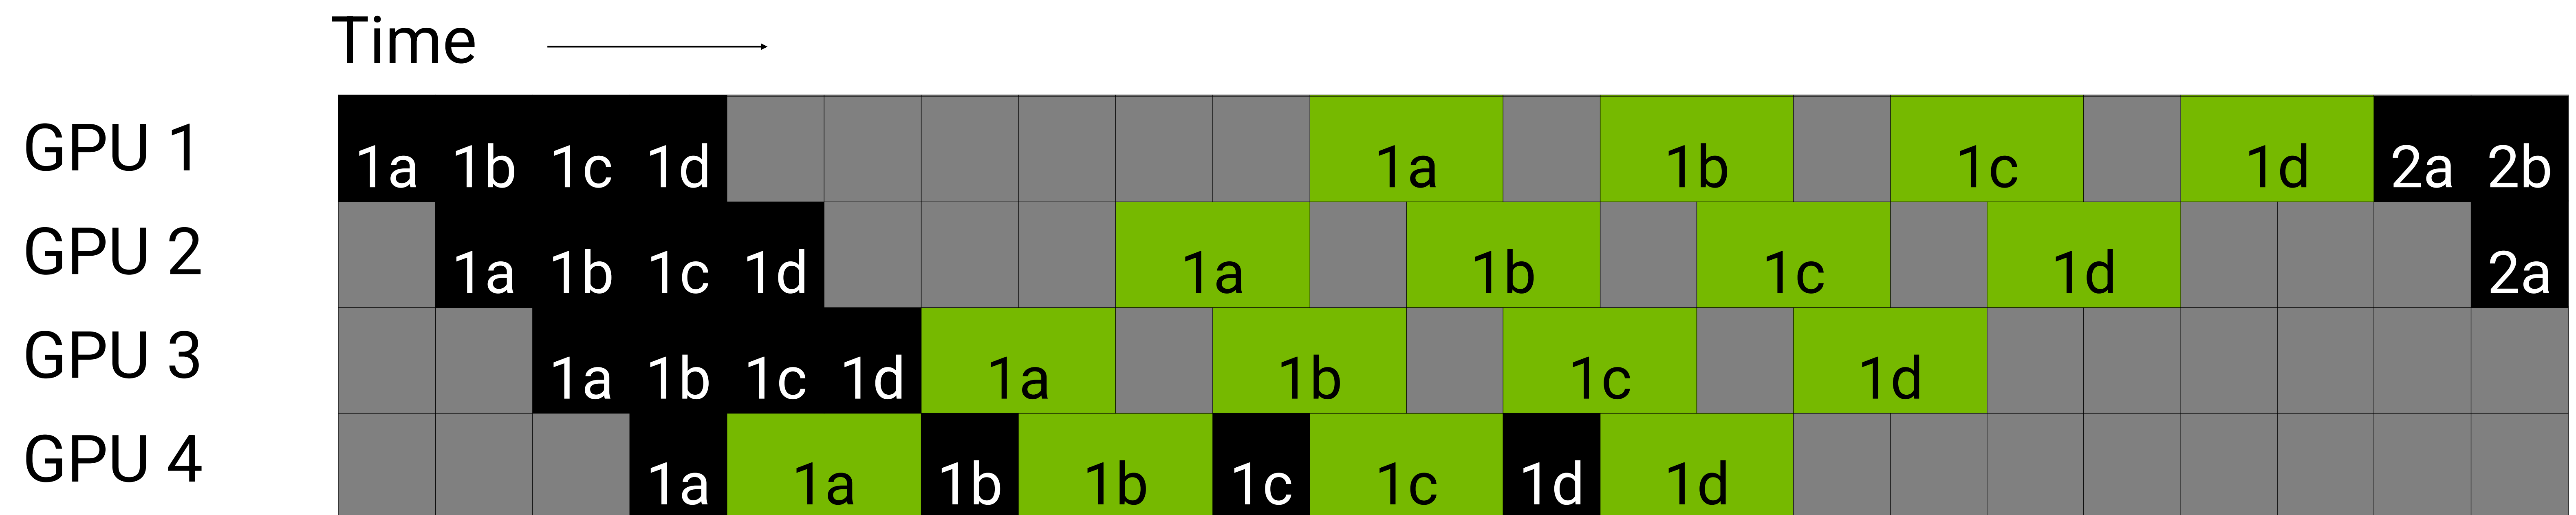 Time
GPU 1 1a 1b 1c 1d 1a 1b 1c 1d 2a 2b
GPU 2 1a 1b 1c 1d 1a 1b 1c 1d 2a
GPU 3 1a 1b 1c 1d 1a 1b 1c 1d
GPU 4 1a 1a 1b 1b 1c 1c 1d 1d